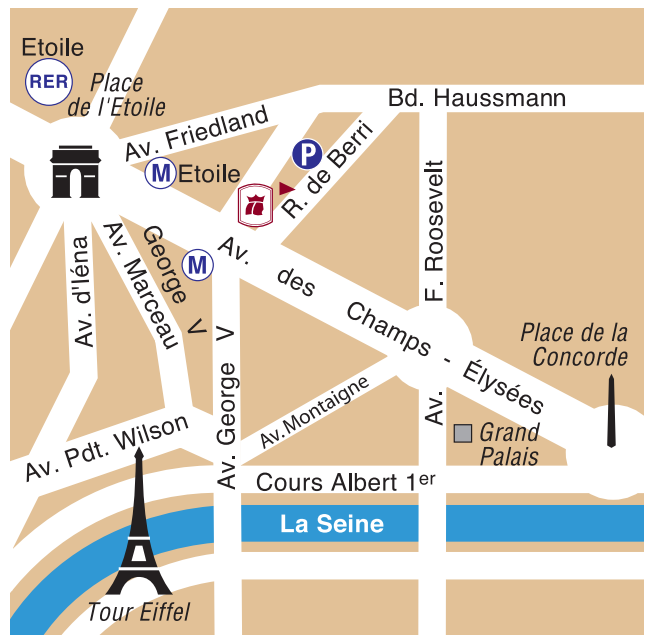 Etoile
RER
Place
de l'Etoile
Bd. Haussmann
Av. Friedland
P
M Etoile
R. de Berri
F. Roosevelt
Av.
George V
M
Av. Marceau
Av. d'Iéna
Av. des Champs - Élysées
Place de la
Concorde
Av. George V
Av. Montaigne
Grand
Palais
Av. Pdt. Wilson
Cours Albert 1er
La Seine
Tour Eiffel